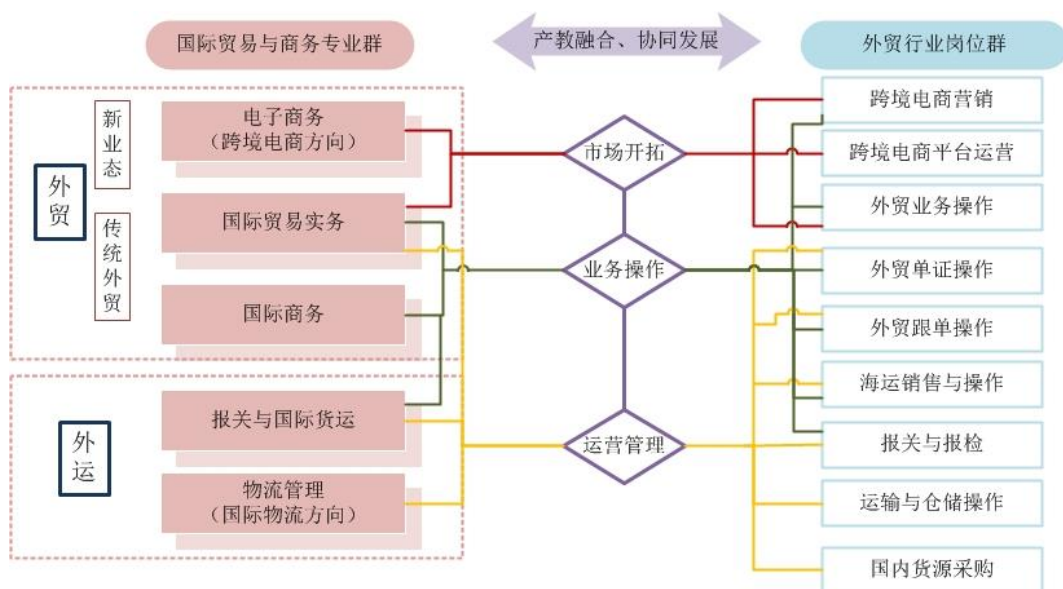 国际贸易与商务专业群
产教融合、协同发展
外贸行业岗位群
外贸
新业态
传统外贸
电子商务
（跨境电商方向）
国际贸易实务
国际商务
外运
报关与国际货运
物流管理
（国际物流方向）
市场开拓
业务操作
运营管理
跨境电商营销
跨境电商平台运营
外贸业务操作
外贸单证操作
外贸跟单操作
海运销售与操作
报关与报检
运输与仓储操作
国内货源采购